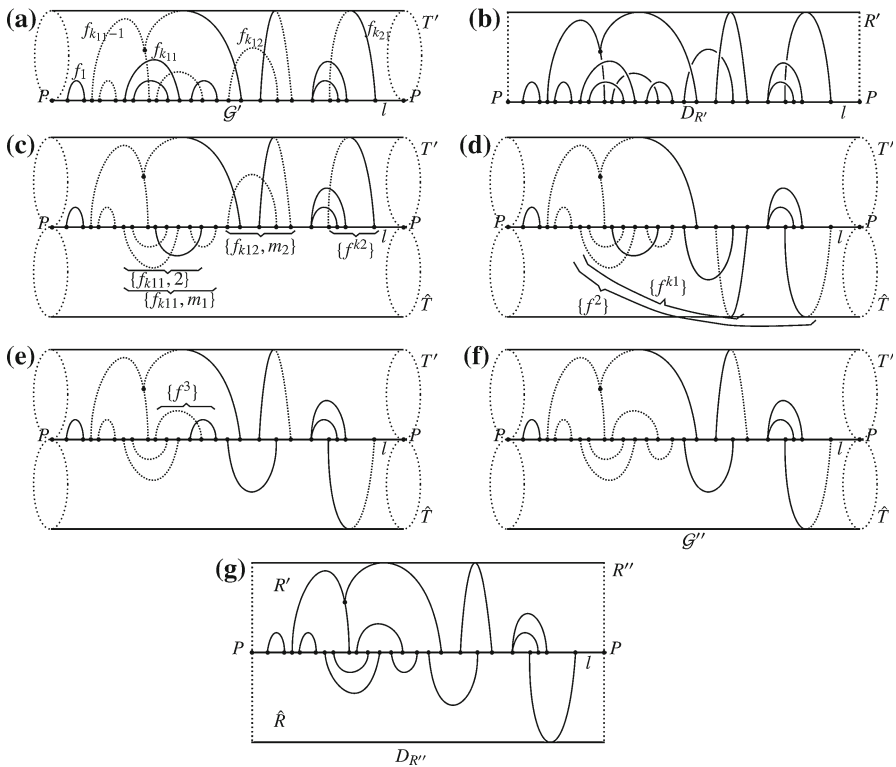 (a) f_{k_{11}-1} f_{k_{12}} f_{k_{21}} T′
f_1 f_{k_{11}}
P l P
𝒢′
(b) R′
P l P
D_{R′}
(c) T′
P l P
{f_{k12}, m_2} {f^{k2}}
{f_{k11}, 2}
{f_{k11}, m_1} T̂
(d) T′
P l P
{f^{k1}}
{f^2} T̂
(e) T′
{f^3}
P l P
T̂
(f) T′
P l P
T̂
𝒢″
(g) R′ R″
P l P
R̂
D_{R″}